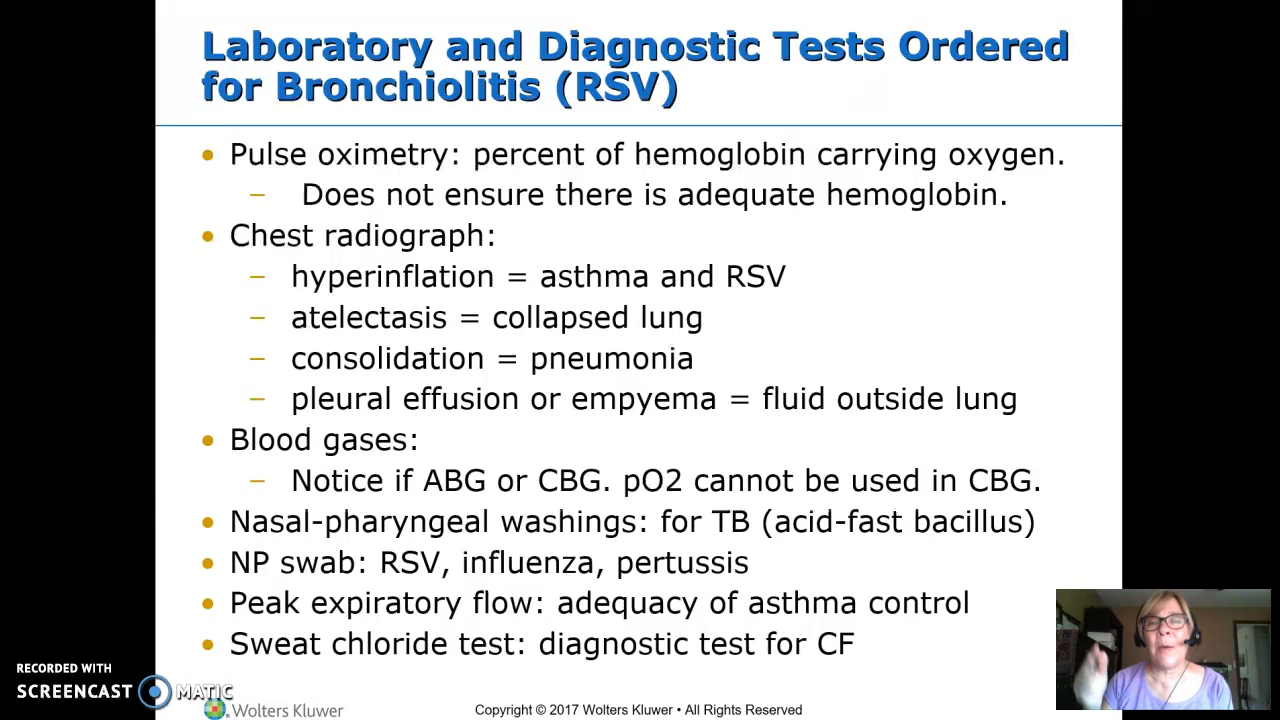 Laboratory and Diagnostic Tests Ordered
for Bronchiolitis (RSV)
• Pulse oximetry: percent of hemoglobin carrying oxygen.
– Does not ensure there is adequate hemoglobin.
• Chest radiograph:
– hyperinflation = asthma and RSV
– atelectasis = collapsed lung
– consolidation = pneumonia
– pleural effusion or empyema = fluid outside lung
• Blood gases:
– Notice if ABG or CBG. pO2 cannot be used in CBG.
• Nasal-pharyngeal washings: for TB (acid-fast bacillus)
• NP swab: RSV, influenza, pertussis
• Peak expiratory flow: adequacy of asthma control
• Sweat chloride test: diagnostic test for CF
RECORDED WITH
SCREENCAST MATIC
Wolters Kluwer
Copyright © 2017 Wolters Kluwer • All Rights Reserved